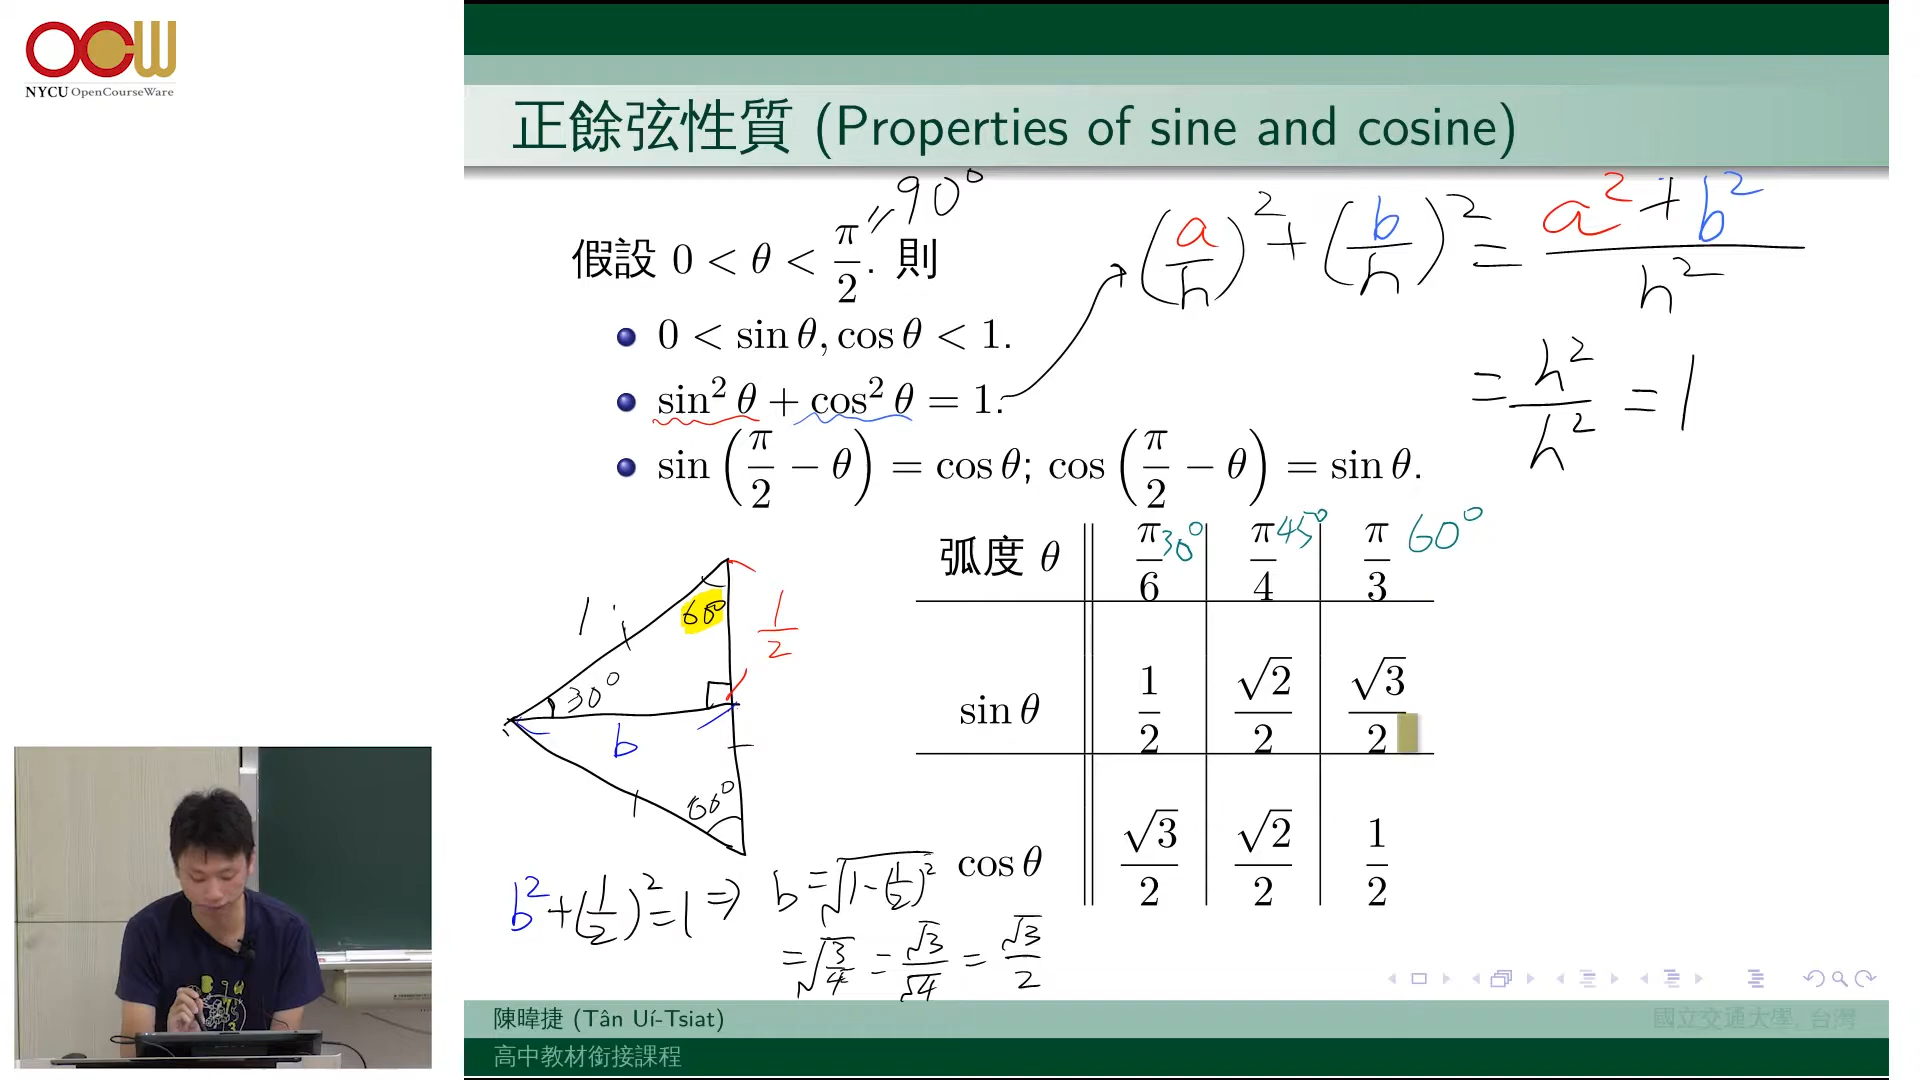 OCW
NYCU OpenCourseWare
正餘弦性質 (Properties of sine and cosine)
假設 0 < θ < π/2. 則
= 90°
• 0 < sin θ, cos θ < 1.
• sin² θ + cos² θ = 1.
(a/h)² + (b/h)² = (a² + b²)/h²
= h²/h² = 1
• sin (π/2 − θ) = cos θ; cos (π/2 − θ) = sin θ.
弧度 θ π/6 30° π/4 45° π/3 60°
sin θ 1/2 √2/2 √3/2
cos θ √3/2 √2/2 1/2
1
60°
1/2
30°
b
60°
b² + (1/2)² = 1 ⇒ b = √(1 − (1/2)²)
= √(3/4) = √3/√4 = √3/2
陳暐捷 (Tân Uí-Tsiat)
國立交通大學, 台灣
高中教材銜接課程